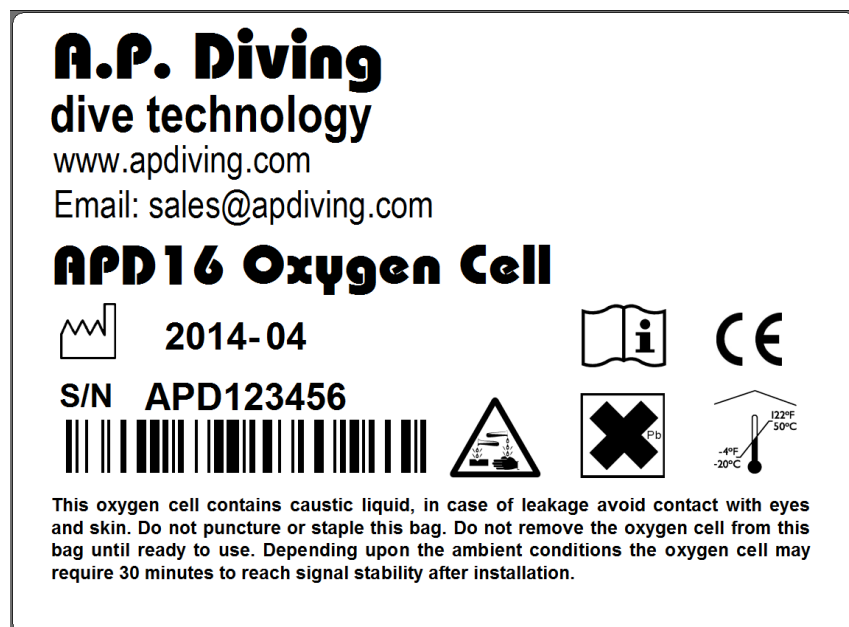 A.P. Diving
dive technology
www.apdiving.com
Email: sales@apdiving.com
APD16 Oxygen Cell
2014-04
i
CE
S/N APD123456
Pb
122ºF
50ºC
-4ºF
-20ºC
This oxygen cell contains caustic liquid, in case of leakage avoid contact with eyes
and skin. Do not puncture or staple this bag. Do not remove the oxygen cell from this
bag until ready to use. Depending upon the ambient conditions the oxygen cell may
require 30 minutes to reach signal stability after installation.